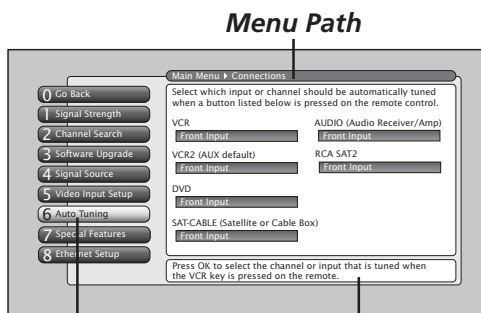 Menu Path
Main Menu ▸ Connections
0 Go Back
1 Signal Strength
2 Channel Search
3 Software Upgrade
4 Signal Source
5 Video Input Setup
6 Auto Tuning
7 Special Features
8 Ethernet Setup
Select which input or channel should be automatically tuned
when a button listed below is pressed on the remote control.
VCR
Front Input
VCR2 (AUX default)
Front Input
DVD
Front Input
SAT-CABLE (Satellite or Cable Box)
Front Input
AUDIO (Audio Receiver/Amp)
Front Input
RCA SAT2
Front Input
Press OK to select the channel or input that is tuned when
the VCR key is pressed on the remote.